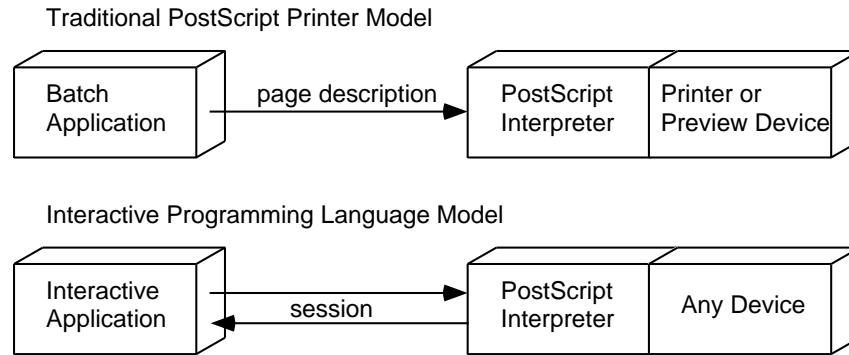 Traditional PostScript Printer Model
Batch
Application
page description
PostScript
Interpreter
Printer or
Preview Device
Interactive Programming Language Model
Interactive
Application
session
PostScript
Interpreter
Any Device